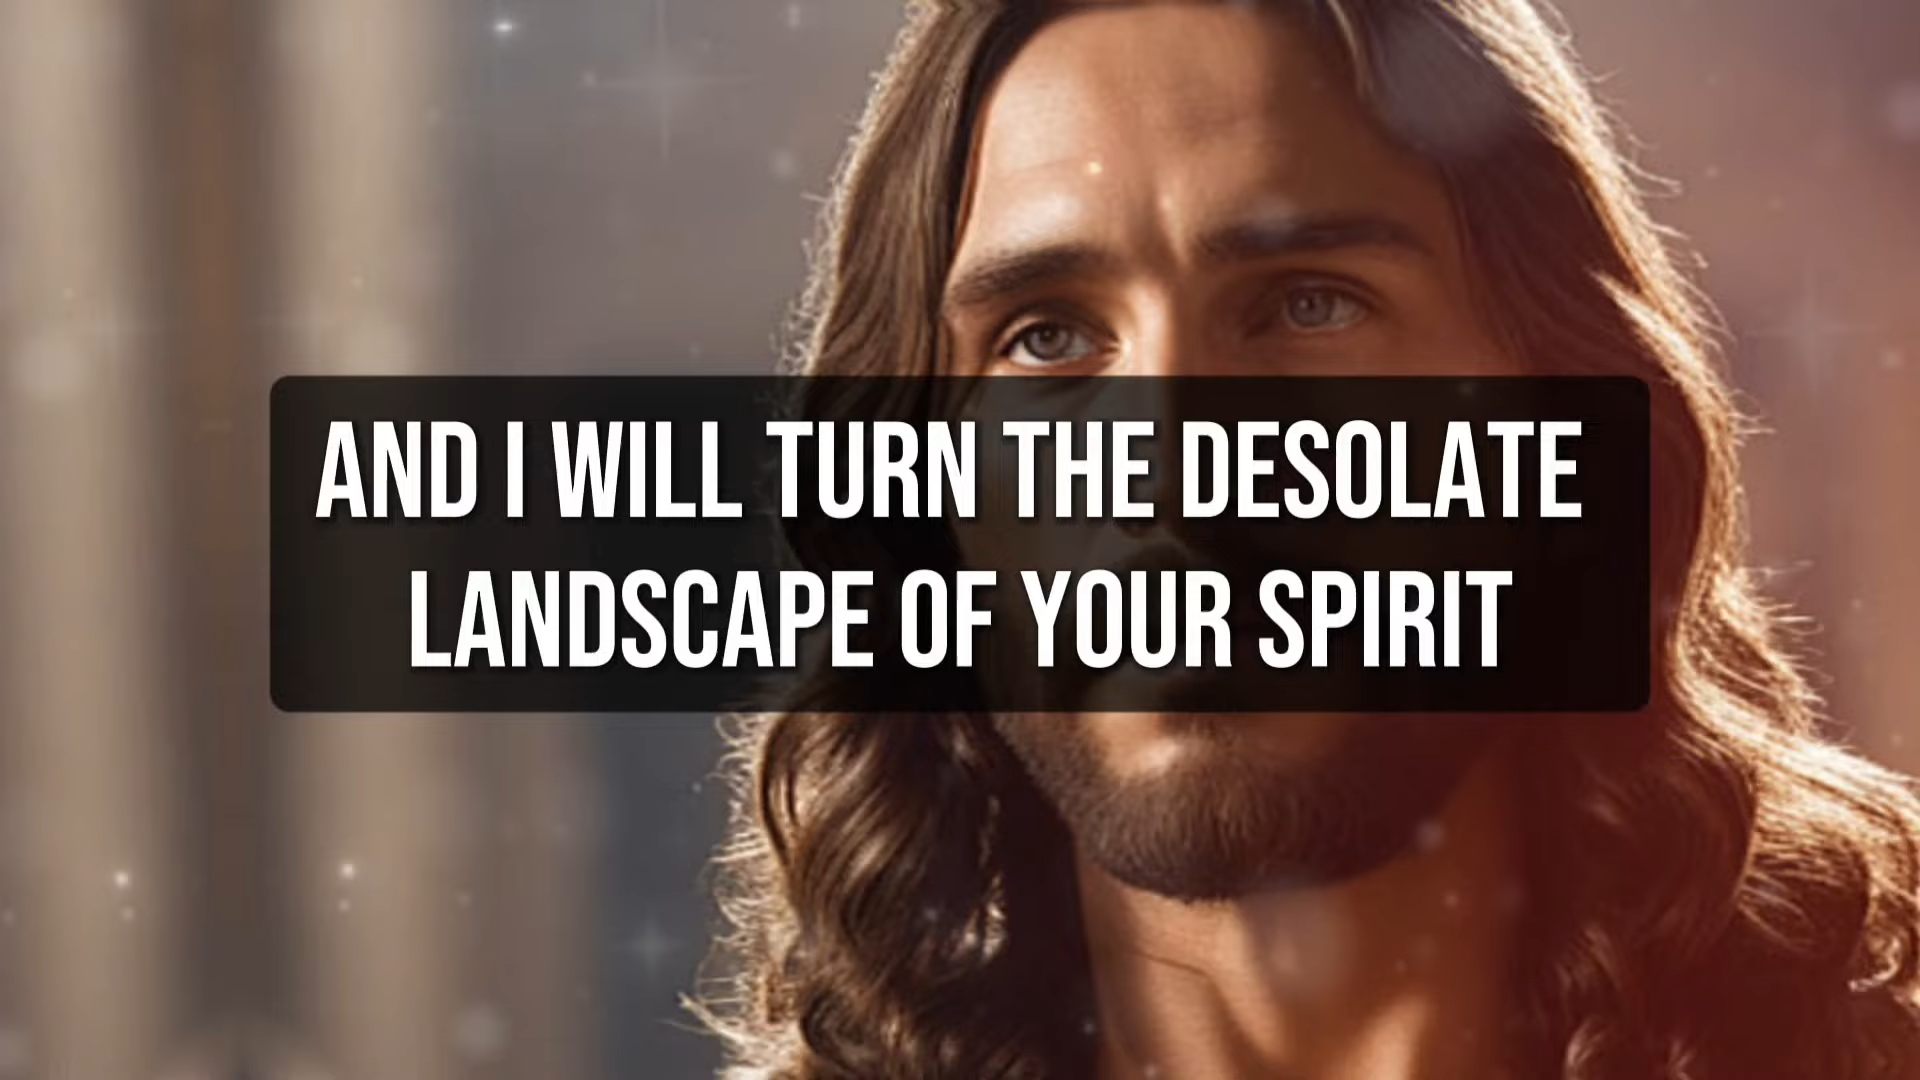 AND I WILL TURN THE DESOLATE
LANDSCAPE OF YOUR SPIRIT